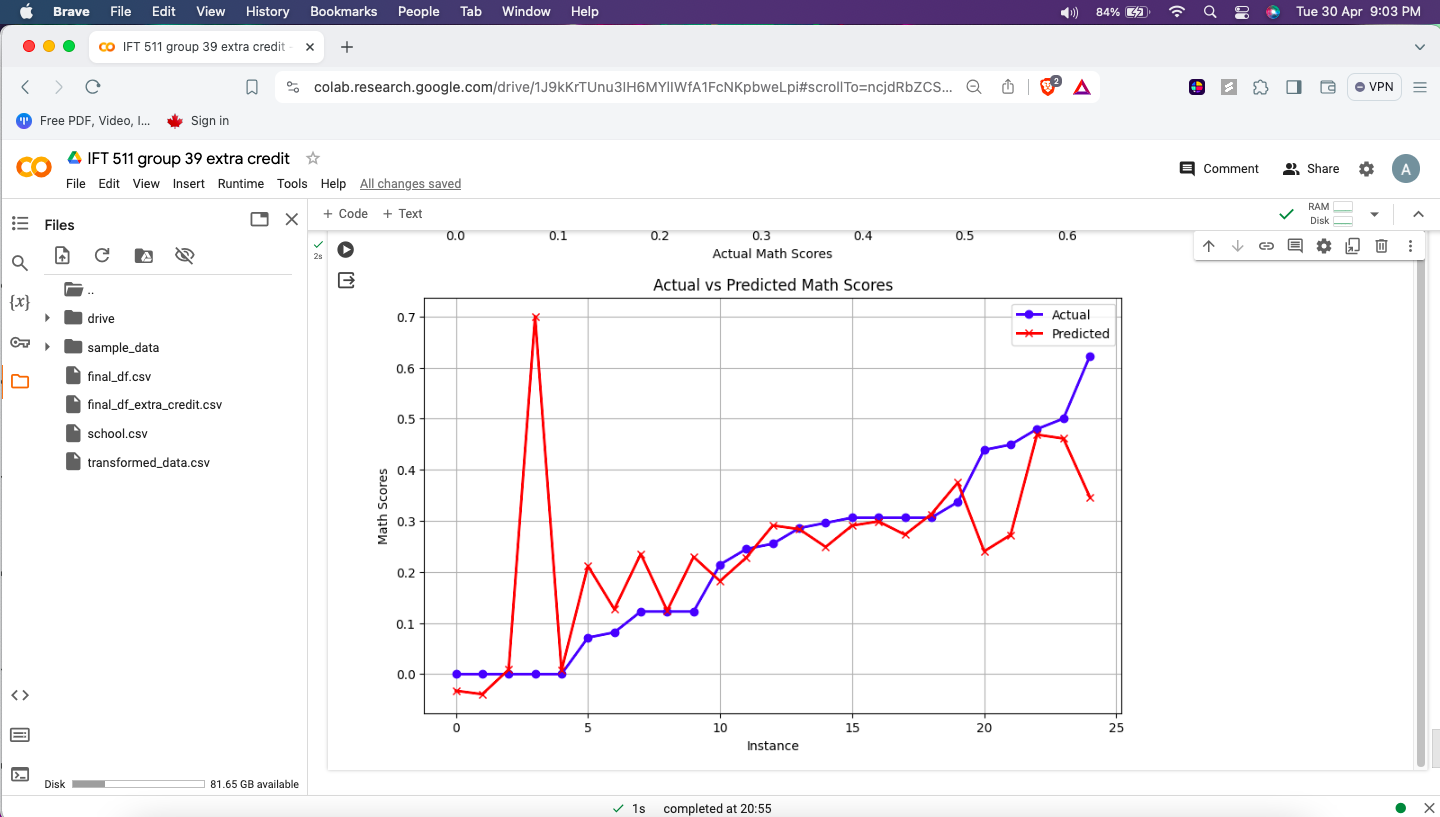 Brave File Edit View History Bookmarks People Tab Window Help 84% Tue 30 Apr 9:03 PM
IFT 511 group 39 extra credit
colab.research.google.com/drive/1J9kKrTUnu3IH6MYlIWfA1FcNKpbweLpi#scrollTo=ncjdRbZCS... 2 VPN
Free PDF, Video, I... Sign in
IFT 511 group 39 extra credit
Comment Share A
File Edit View Insert Runtime Tools Help All changes saved
Files
+ Code + Text
RAM
Disk
{x}
..
drive
sample_data
final_df.csv
final_df_extra_credit.csv
school.csv
transformed_data.csv
Disk 81.65 GB available
2s
0.0 0.1 0.2 0.3 0.4 0.5 0.6
Actual Math Scores
Actual vs Predicted Math Scores
Actual
Predicted
0.7
0.6
0.5
0.4
0.3
0.2
0.1
0.0
Math Scores
0 5 10 15 20 25
Instance
1s completed at 20:55